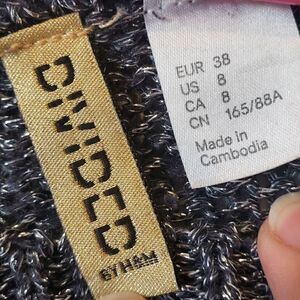 DIVIDED
BY H&M
EUR 38
US 8
CA 8
CN 165/88A
Made in
Cambodia